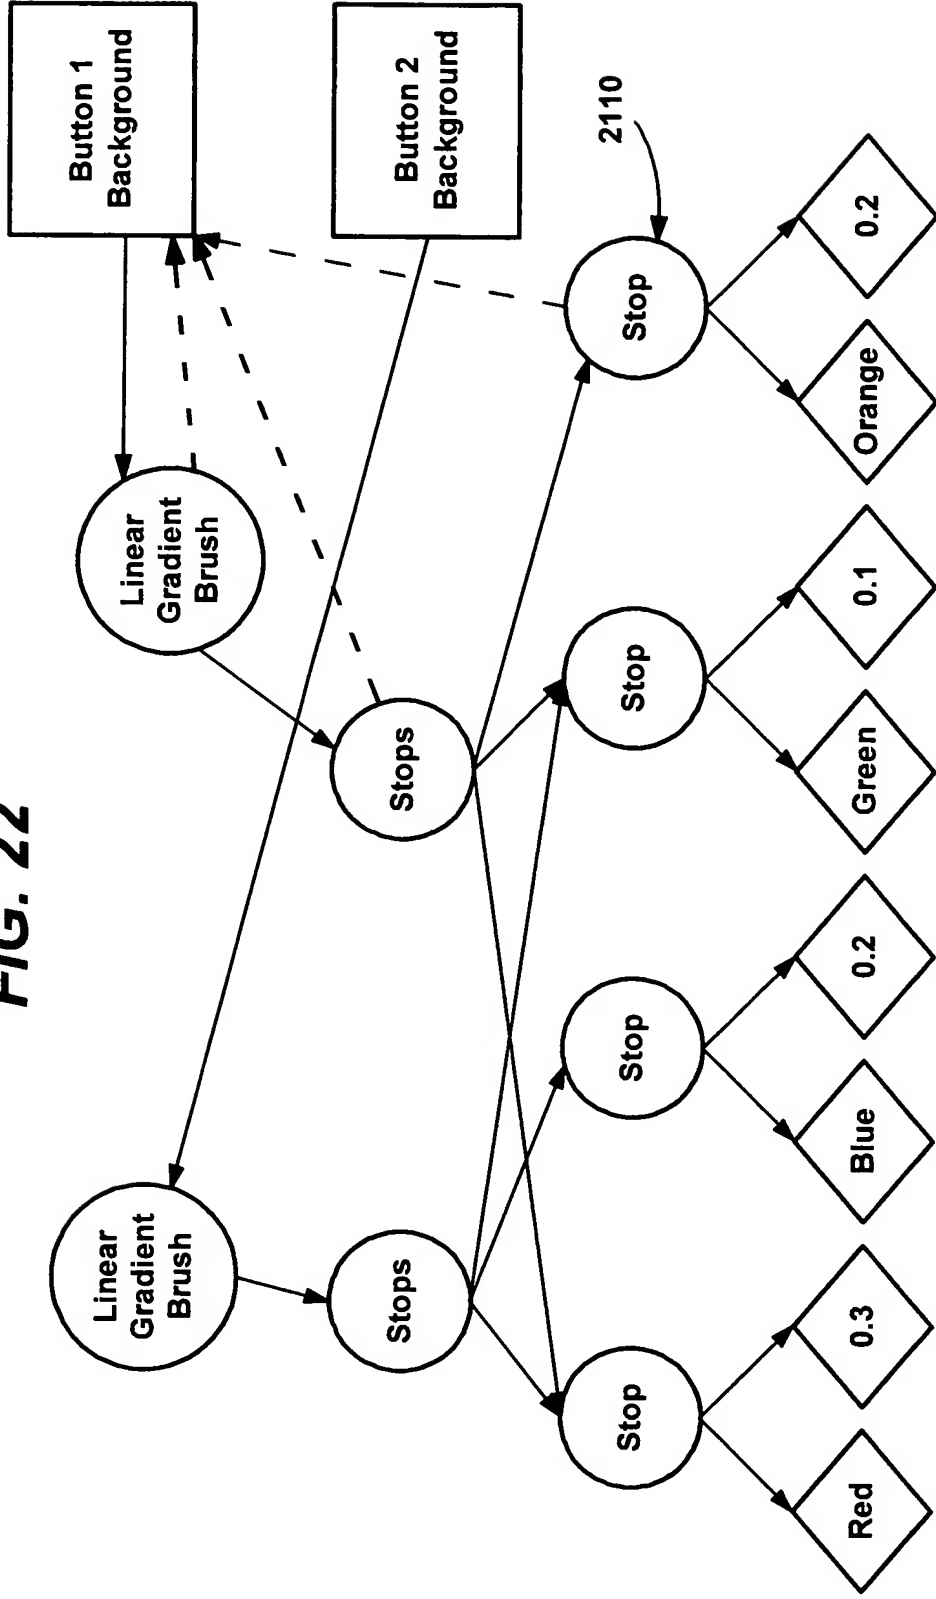 FIG. 22
Linear
Gradient
Brush
Linear
Gradient
Brush
Button 1
Background
Stops
Stops
Button 2
Background
2110
Stop
Stop
Stop
Stop
Red
0.3
Blue
0.2
Green
0.1
Orange
0.2